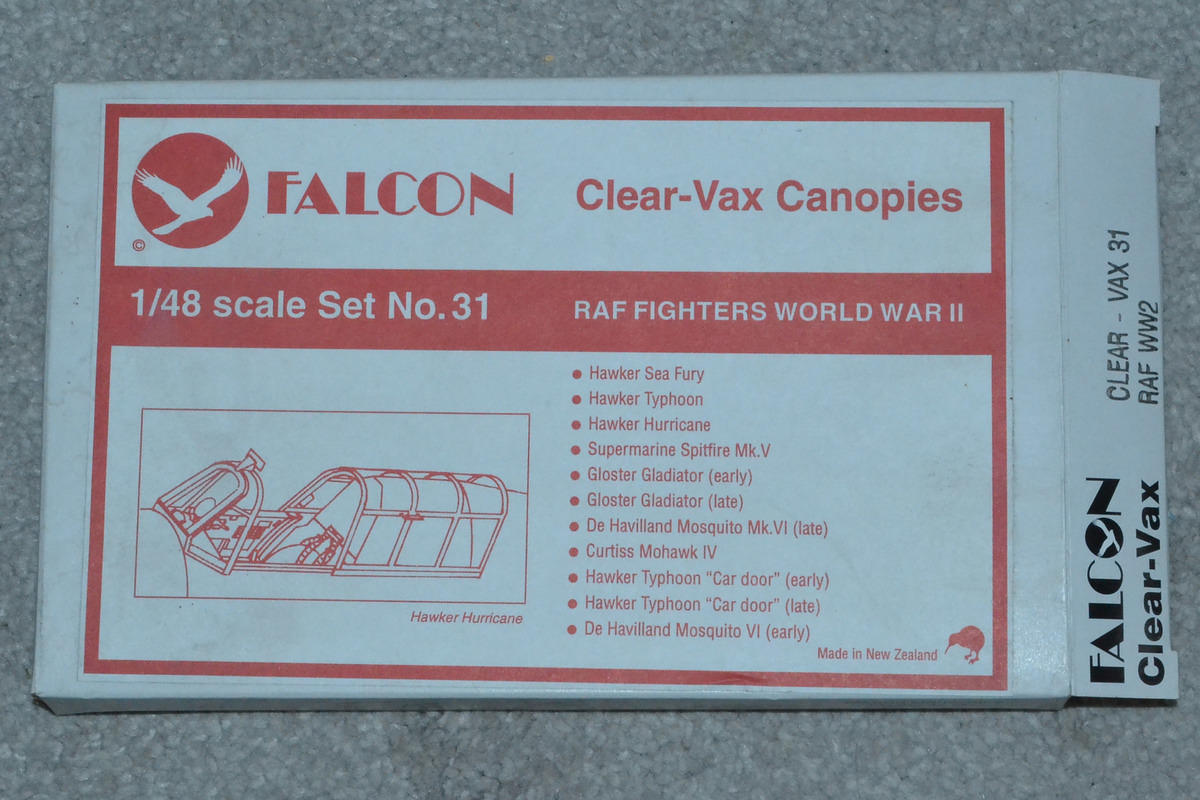 FALCON
Clear-Vax Canopies
©
1/48 scale Set No. 31
RAF FIGHTERS WORLD WAR II
• Hawker Sea Fury
• Hawker Typhoon
• Hawker Hurricane
• Supermarine Spitfire Mk.V
• Gloster Gladiator (early)
• Gloster Gladiator (late)
• De Havilland Mosquito Mk.VI (late)
• Curtiss Mohawk IV
• Hawker Typhoon “Car door” (early)
• Hawker Typhoon “Car door” (late)
• De Havilland Mosquito VI (early)
Hawker Hurricane
Made in New Zealand
FALCON
Clear-Vax
CLEAR - VAX 31
RAF WW2